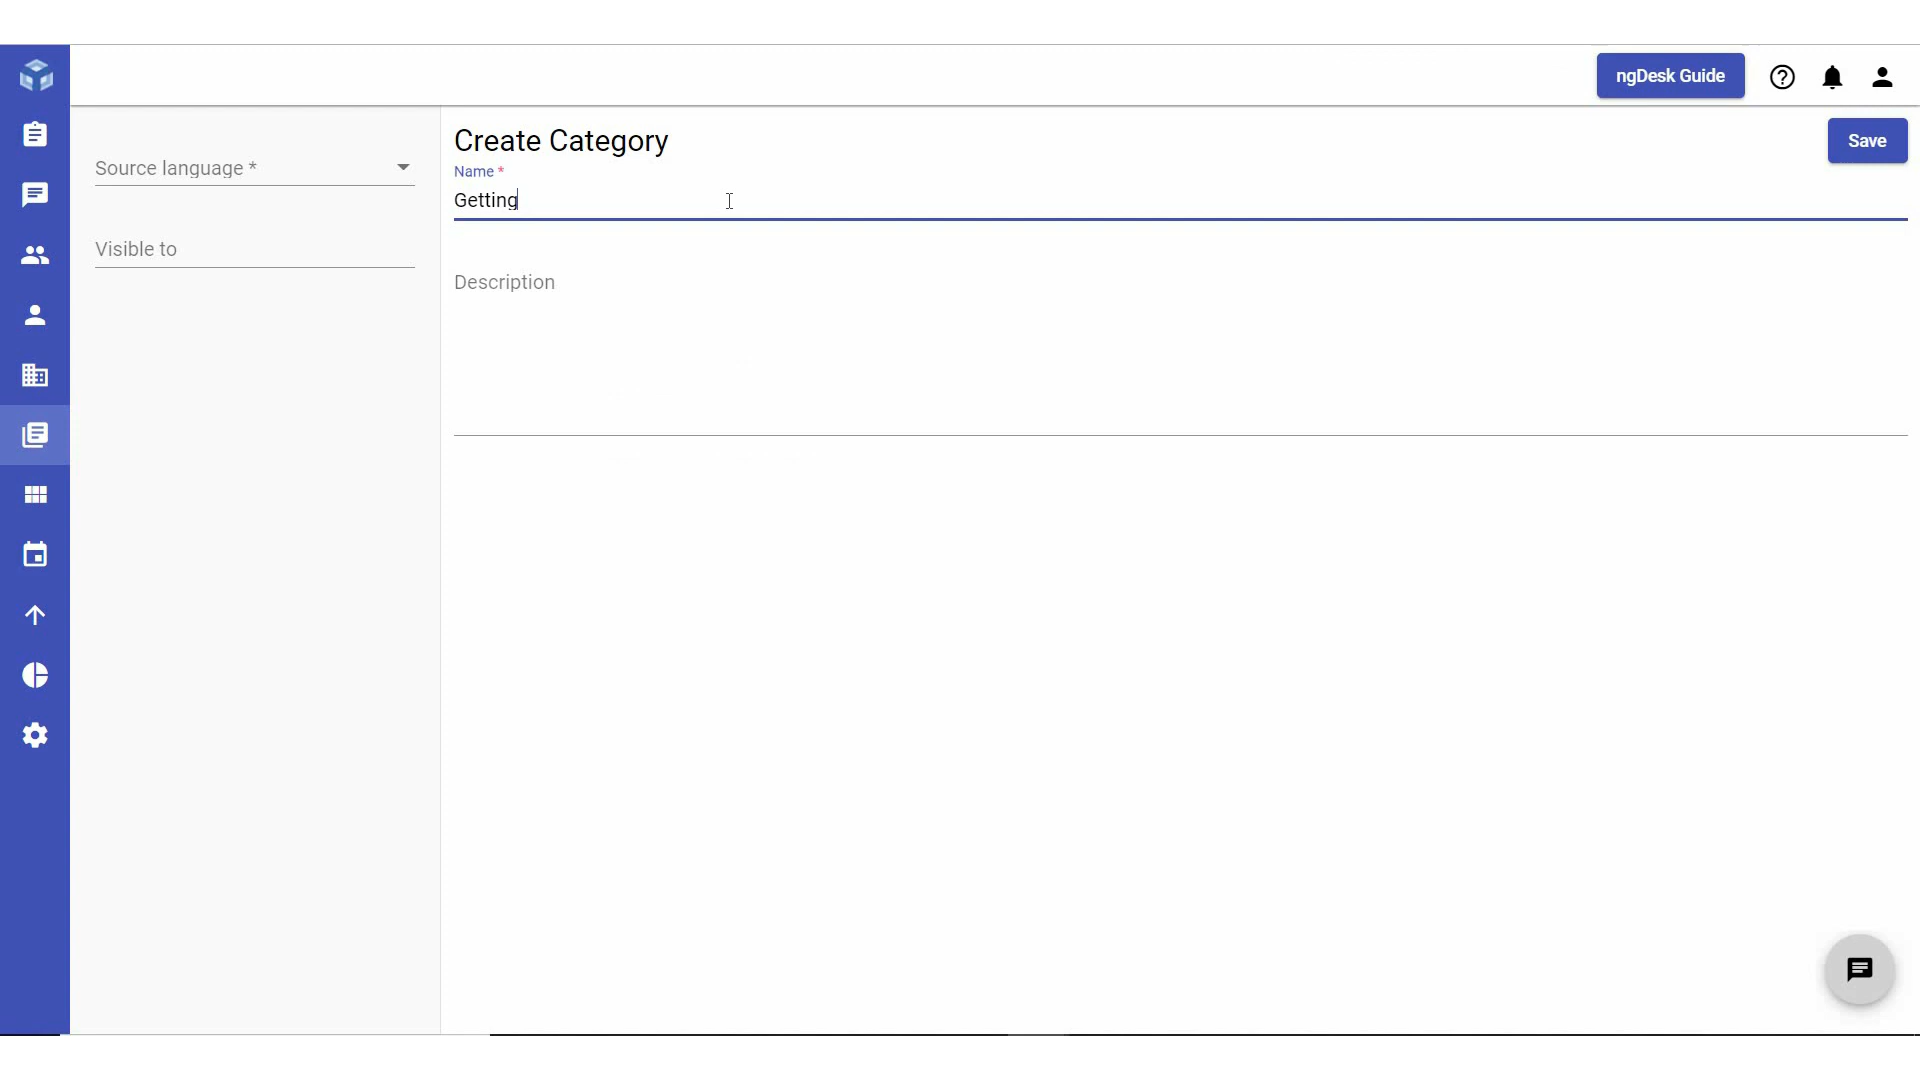 ngDesk Guide
Source language *
Visible to
Create Category
Save
Name *
Getting
Description